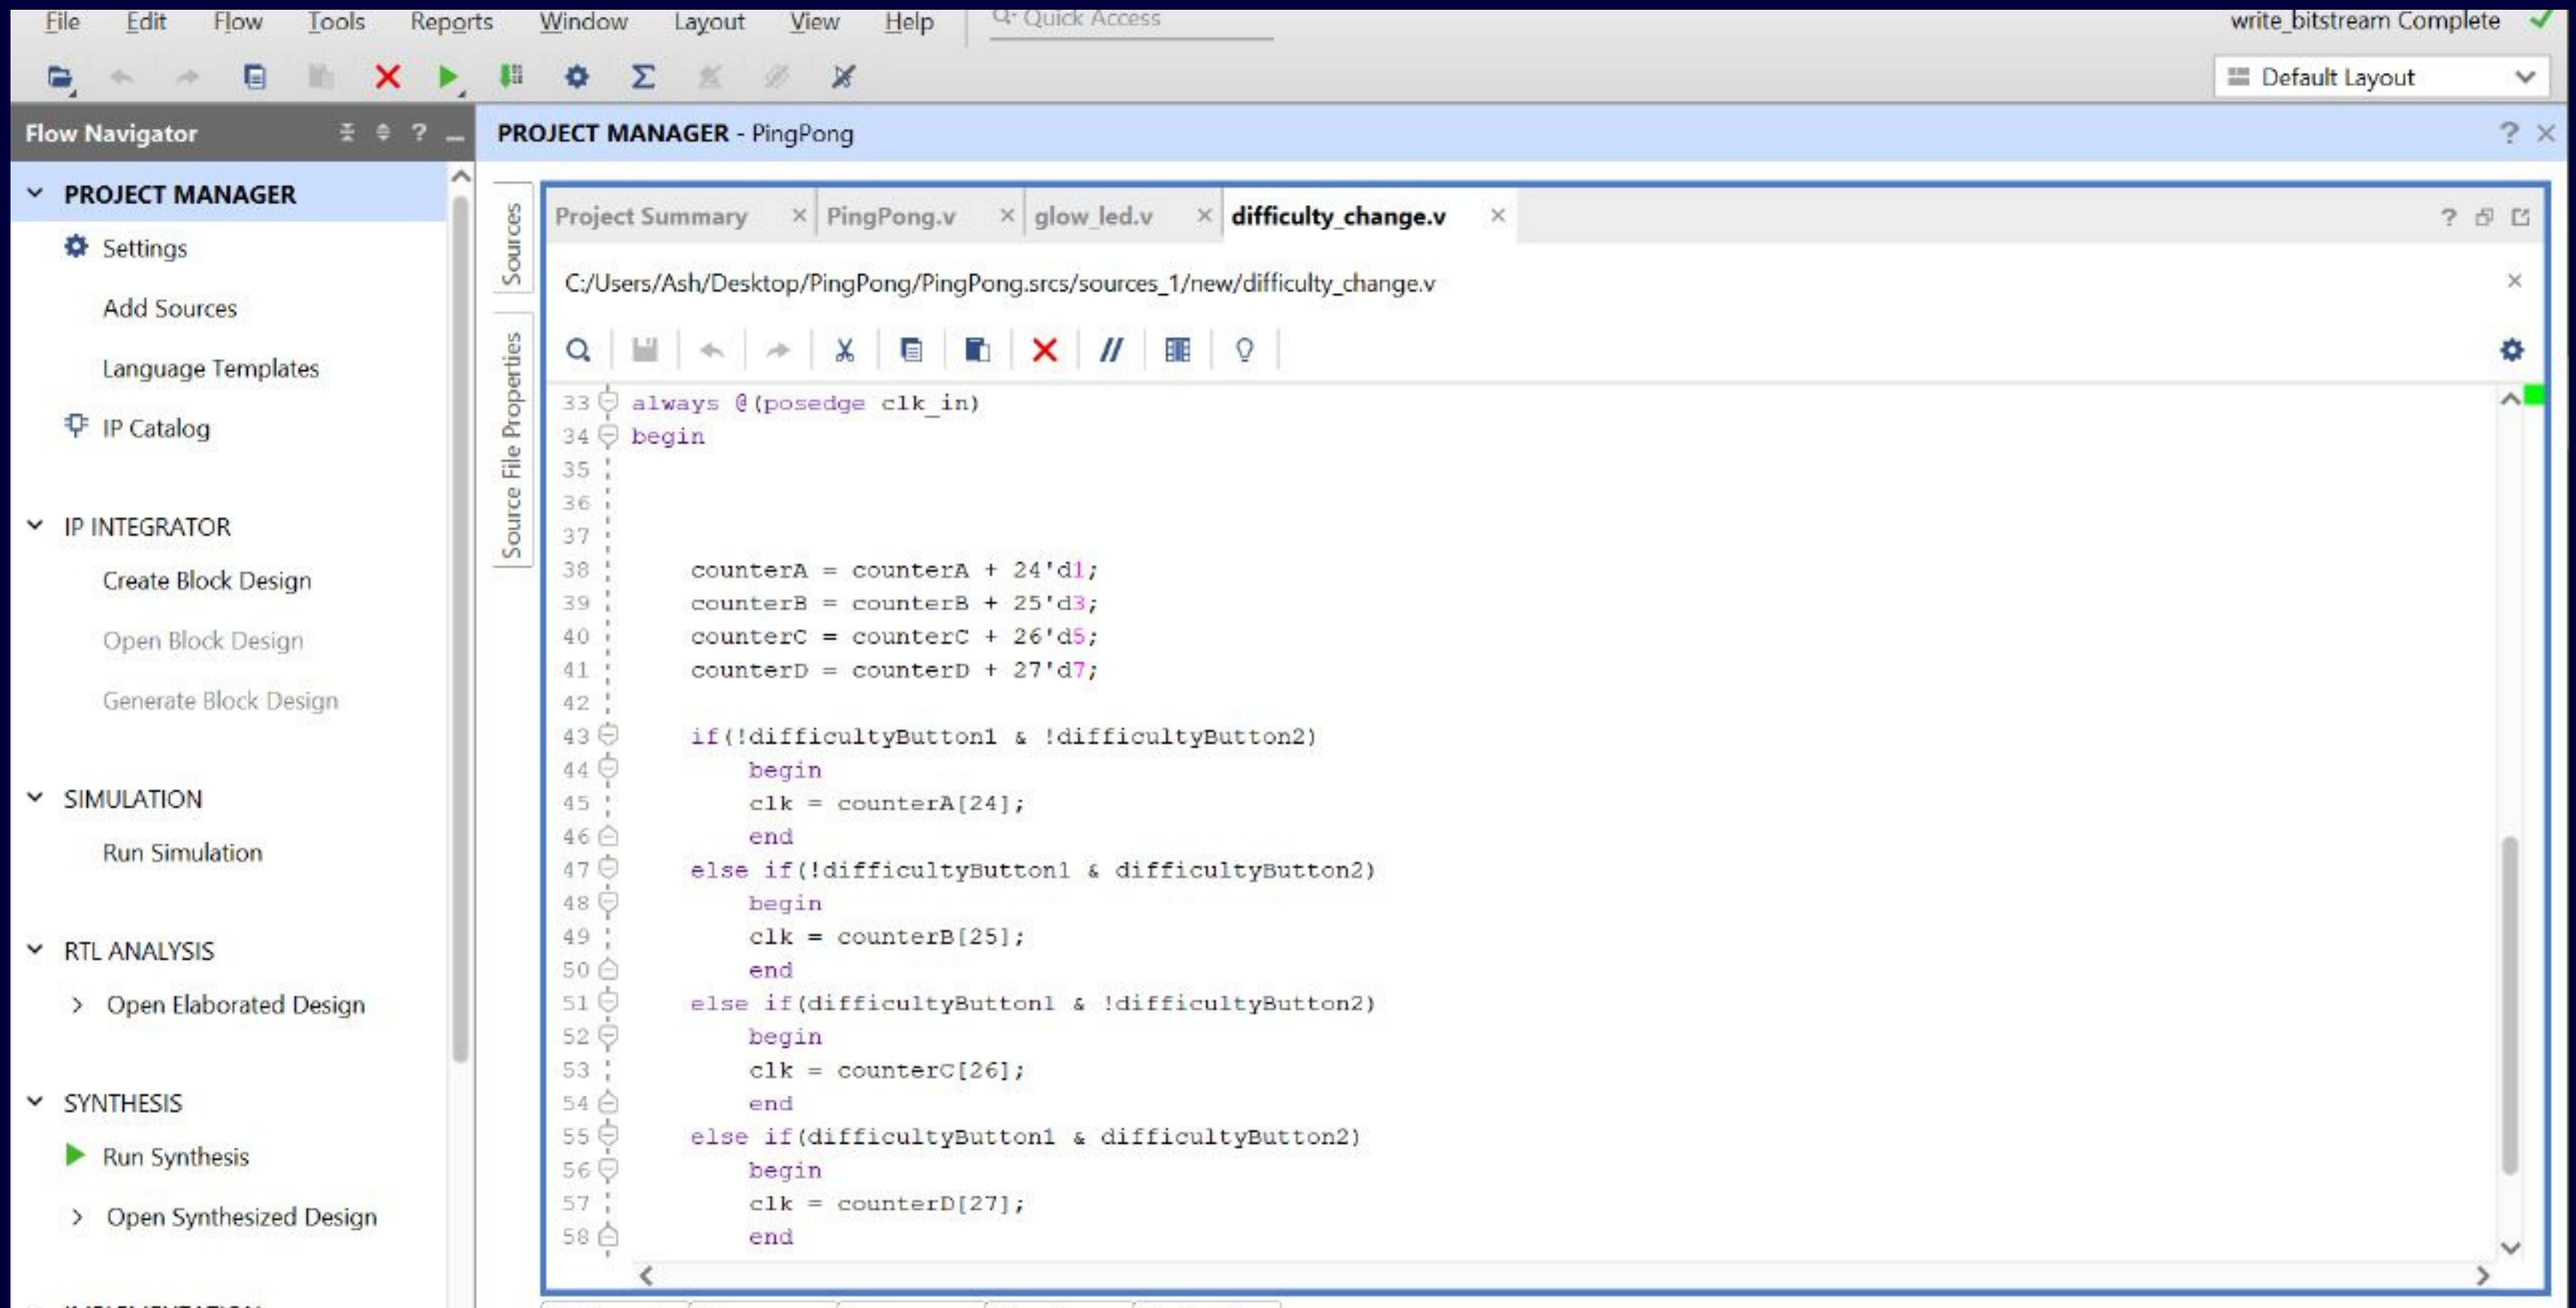 File Edit Flow Tools Reports Window Layout View Help Quick Access write_bitstream Complete
Default Layout
Flow Navigator ? PROJECT MANAGER - PingPong ?
PROJECT MANAGER
Settings
Add Sources
Language Templates
IP Catalog
IP INTEGRATOR
Create Block Design
Open Block Design
Generate Block Design
SIMULATION
Run Simulation
RTL ANALYSIS
Open Elaborated Design
SYNTHESIS
Run Synthesis
Open Synthesized Design
Sources
Source File Properties
Project Summary PingPong.v glow_led.v difficulty_change.v ?
C:/Users/Ash/Desktop/PingPong/PingPong.srcs/sources_1/new/difficulty_change.v
33 always @(posedge clk_in)
34 begin
35
36
37
38 counterA = counterA + 24'd1;
39 counterB = counterB + 25'd3;
40 counterC = counterC + 26'd5;
41 counterD = counterD + 27'd7;
42
43 if(!difficultyButton1 & !difficultyButton2)
44 begin
45 clk = counterA[24];
46 end
47 else if(!difficultyButton1 & difficultyButton2)
48 begin
49 clk = counterB[25];
50 end
51 else if(difficultyButton1 & !difficultyButton2)
52 begin
53 clk = counterC[26];
54 end
55 else if(difficultyButton1 & difficultyButton2)
56 begin
57 clk = counterD[27];
58 end